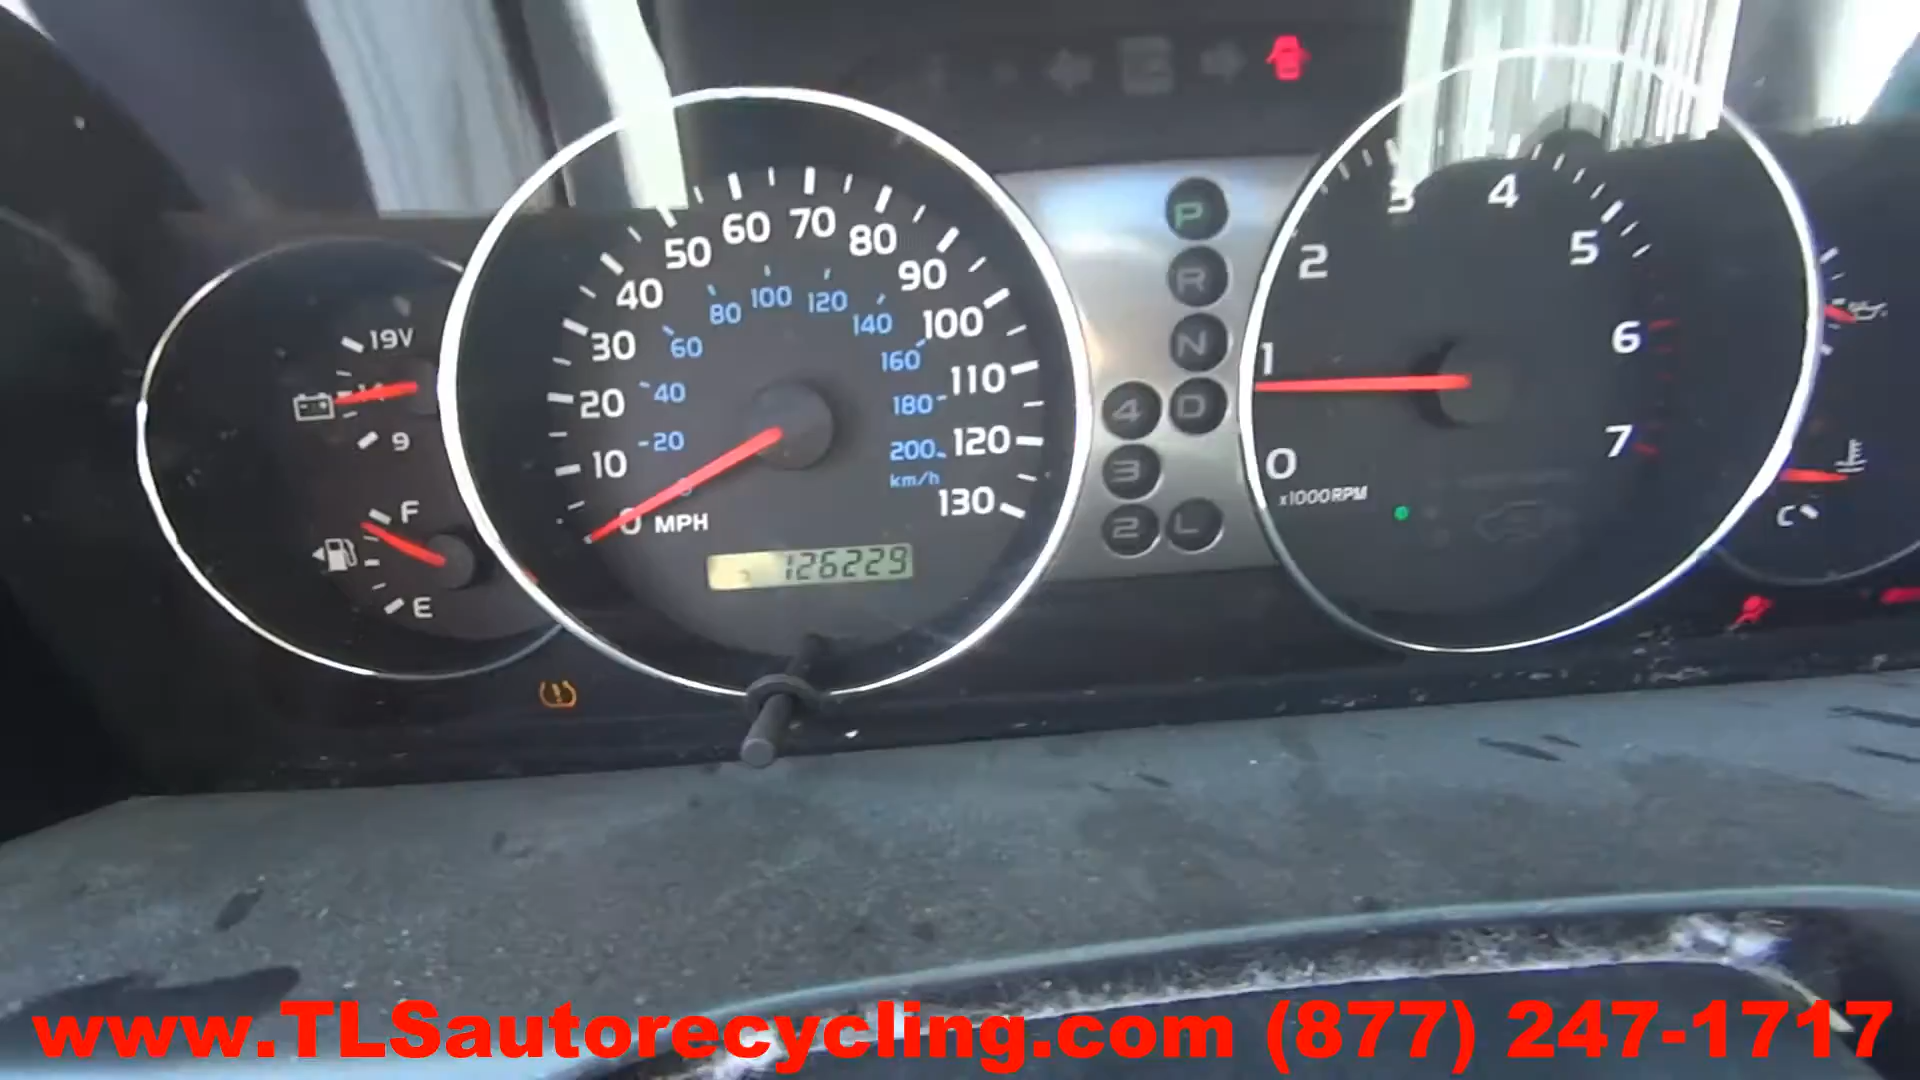 19V
14
9
F
E
0 10 20 30 40 50 60 70 80 90 100 110 120 130
MPH
0 20 40 60 80 100 120 140 160 180 200
km/h
126229
P
R
N
4 D
3
2 L
0 1 2 3 4 5 6 7
x1000RPM
C
www.TLSautorecycling.com (877) 247-1717